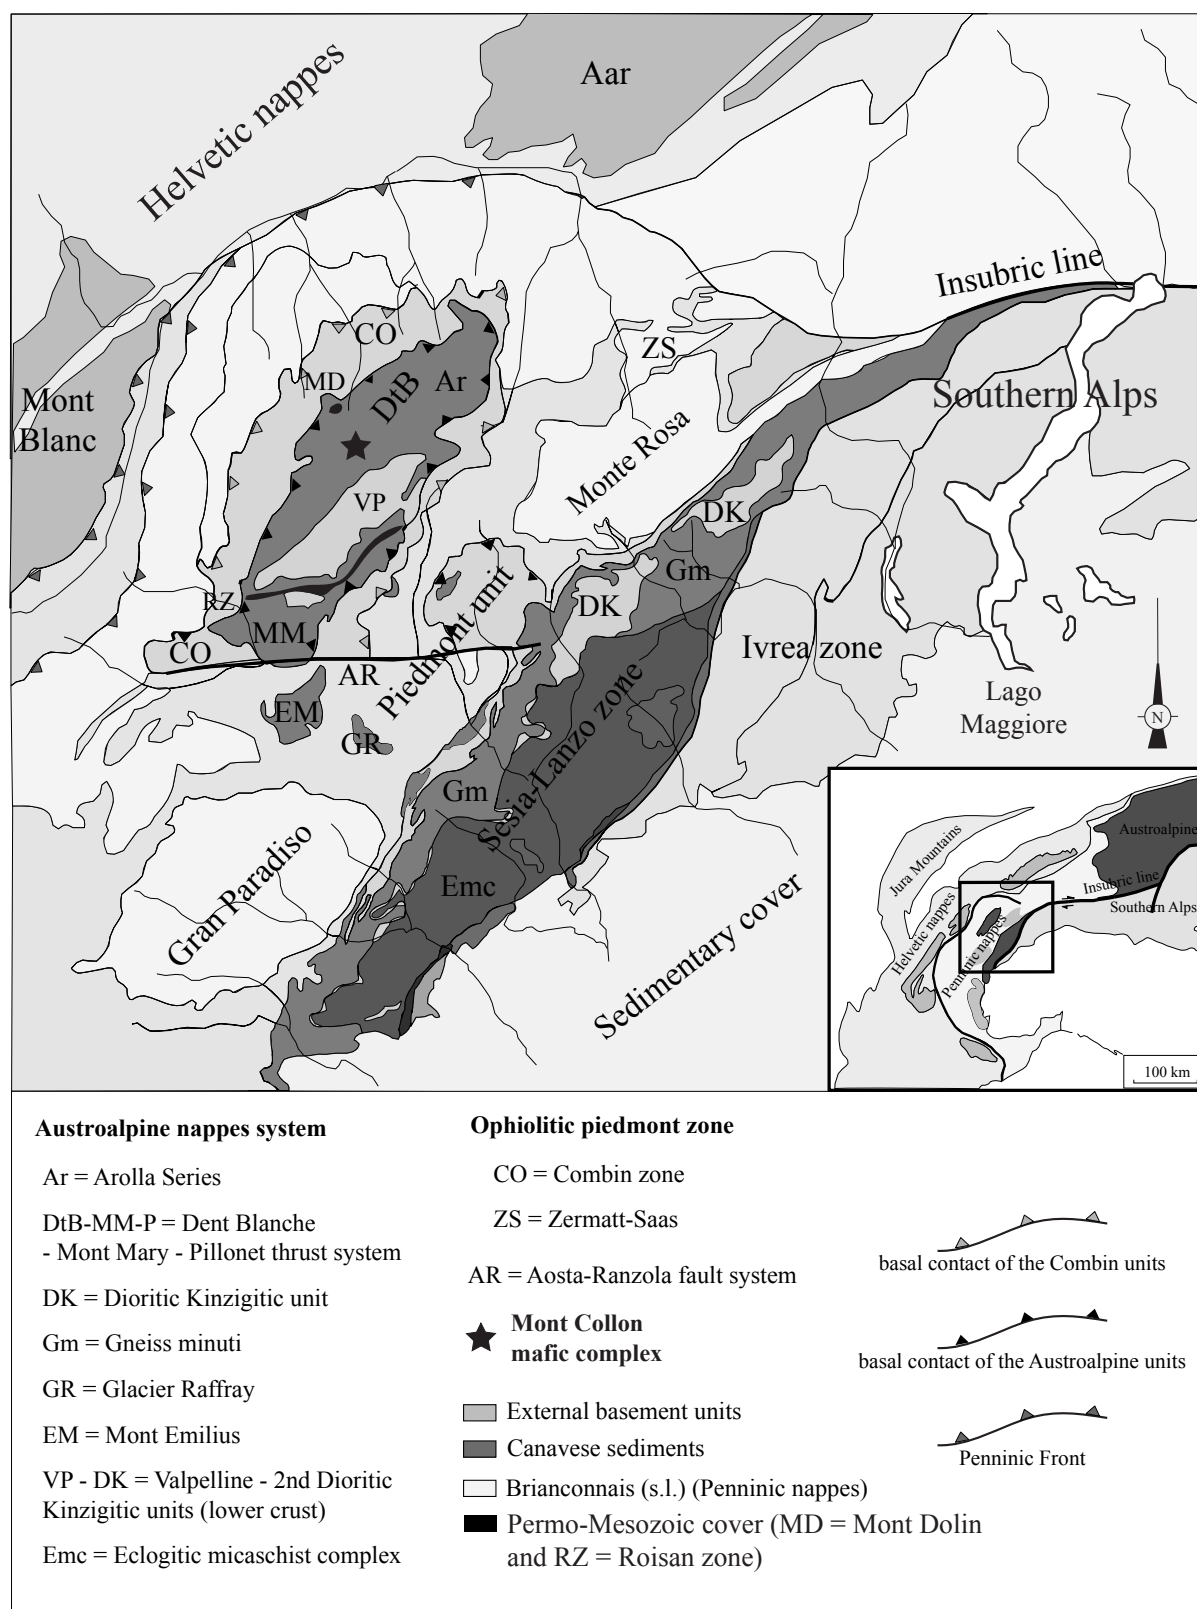 Aar
Helvetic nappes
Insubric line
CO
ZS
MD
DtB
Ar
Southern Alps
Mont
Blanc
Monte Rosa
VP
DK
Gm
DK
RZ
MM
Piedmont unit
Ivrea zone
CO
AR
Lago
Maggiore
EM
GR
N
Sesia-Lanzo zone
Gm
Gran Paradiso
Emc
Sedimentary cover
Austroalpine
Jura Mountains
Insubric line
Southern Alps
Helvetic nappes
Penninic nappes
100 km
Austroalpine nappes system
Ar = Arolla Series
DtB-MM-P = Dent Blanche
- Mont Mary - Pillonet thrust system
DK = Dioritic Kinzigitic unit
Gm = Gneiss minuti
GR = Glacier Raffray
EM = Mont Emilius
VP - DK = Valpelline - 2nd Dioritic
Kinzigitic units (lower crust)
Emc = Eclogitic micaschist complex
Ophiolitic piedmont zone
CO = Combin zone
ZS = Zermatt-Saas
AR = Aosta-Ranzola fault system
Mont Collon
mafic complex
External basement units
Canavese sediments
Brianconnais (s.l.) (Penninic nappes)
Permo-Mesozoic cover (MD = Mont Dolin
and RZ = Roisan zone)
basal contact of the Combin units
basal contact of the Austroalpine units
Penninic Front